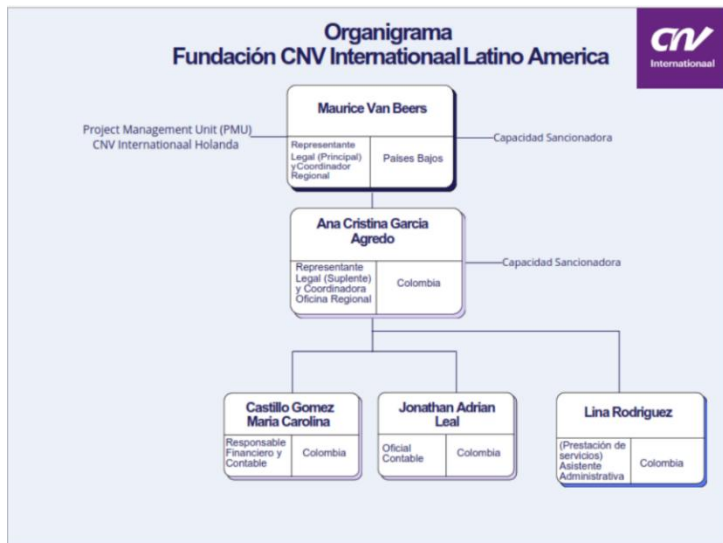 Organigrama
Fundación CNV Internationaal Latino America
CNV
Internationaal
Maurice Van Beers
Project Management Unit (PMU)
CNV Internationaal Holanda
Capacidad Sancionadora
Representante
Legal (Principal)
yCoordinador
Regional
Países Bajos
Ana Cristina Garcia
Agredo
Capacidad Sancionadora
Representante
Legal (Suplente)
y Coordinadora
Oficina Regional
Colombia
Castillo Gomez
Maria Carolina
Responsable
Financiero y
Contable
Colombia
Jonathan Adrian
Leal
Oficial
Contable
Colombia
Lina Rodriguez
(Prestación de
servicios)
Asistente
Administrativa
Colombia